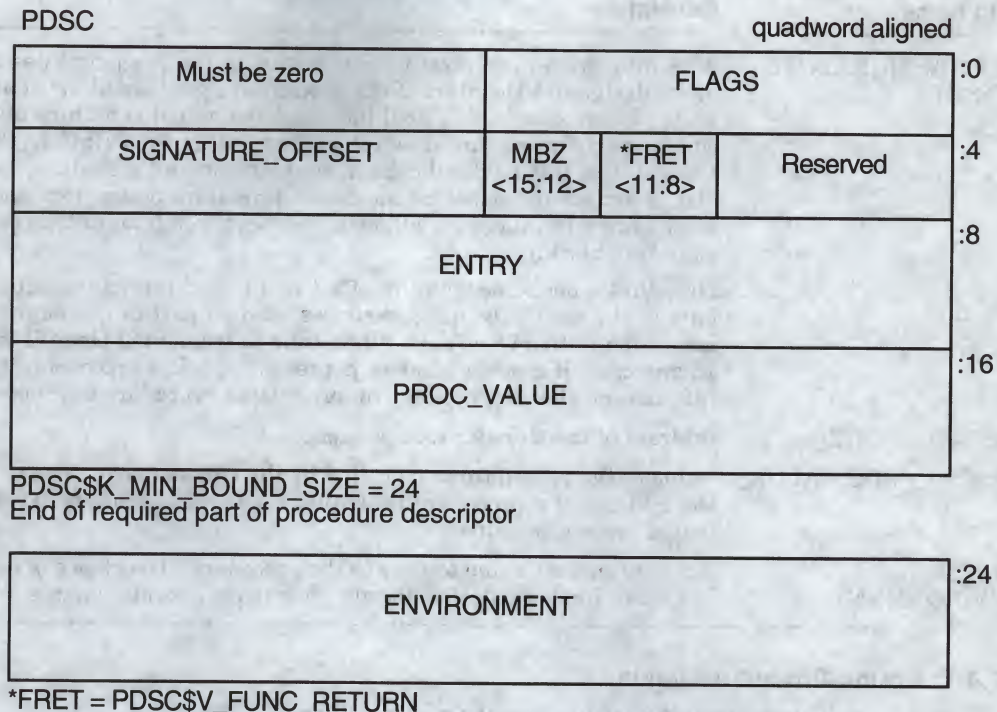 PDSC quadword aligned
Must be zero FLAGS :0
SIGNATURE_OFFSET MBZ <15:12> *FRET <11:8> Reserved :4
ENTRY :8
PROC_VALUE :16
PDSC$K_MIN_BOUND_SIZE = 24
End of required part of procedure descriptor
ENVIRONMENT :24
*FRET = PDSC$V_FUNC_RETURN